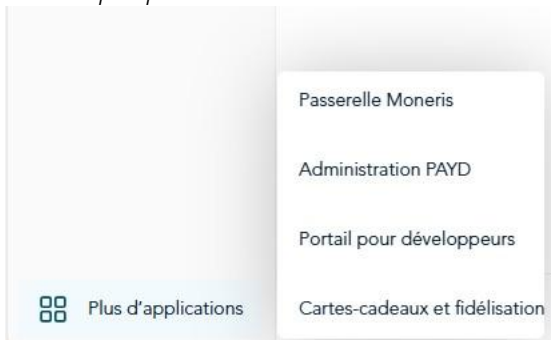 Passerelle Moneris
Administration PAYD
Portail pour développeurs
Plus d'applications
Cartes-cadeaux et fidélisation